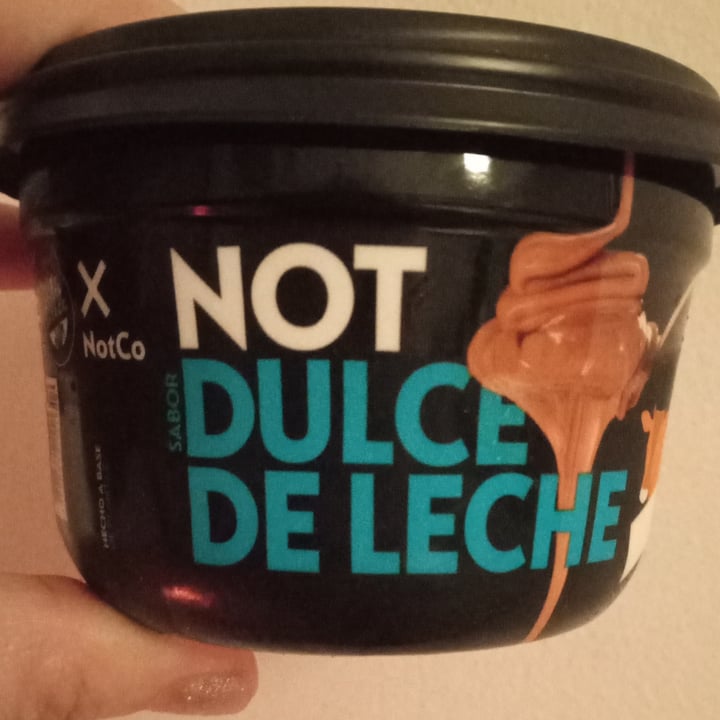 X
NotCo
NOT
SABOR
DULCE
DE LECHE
HECHO A BASE